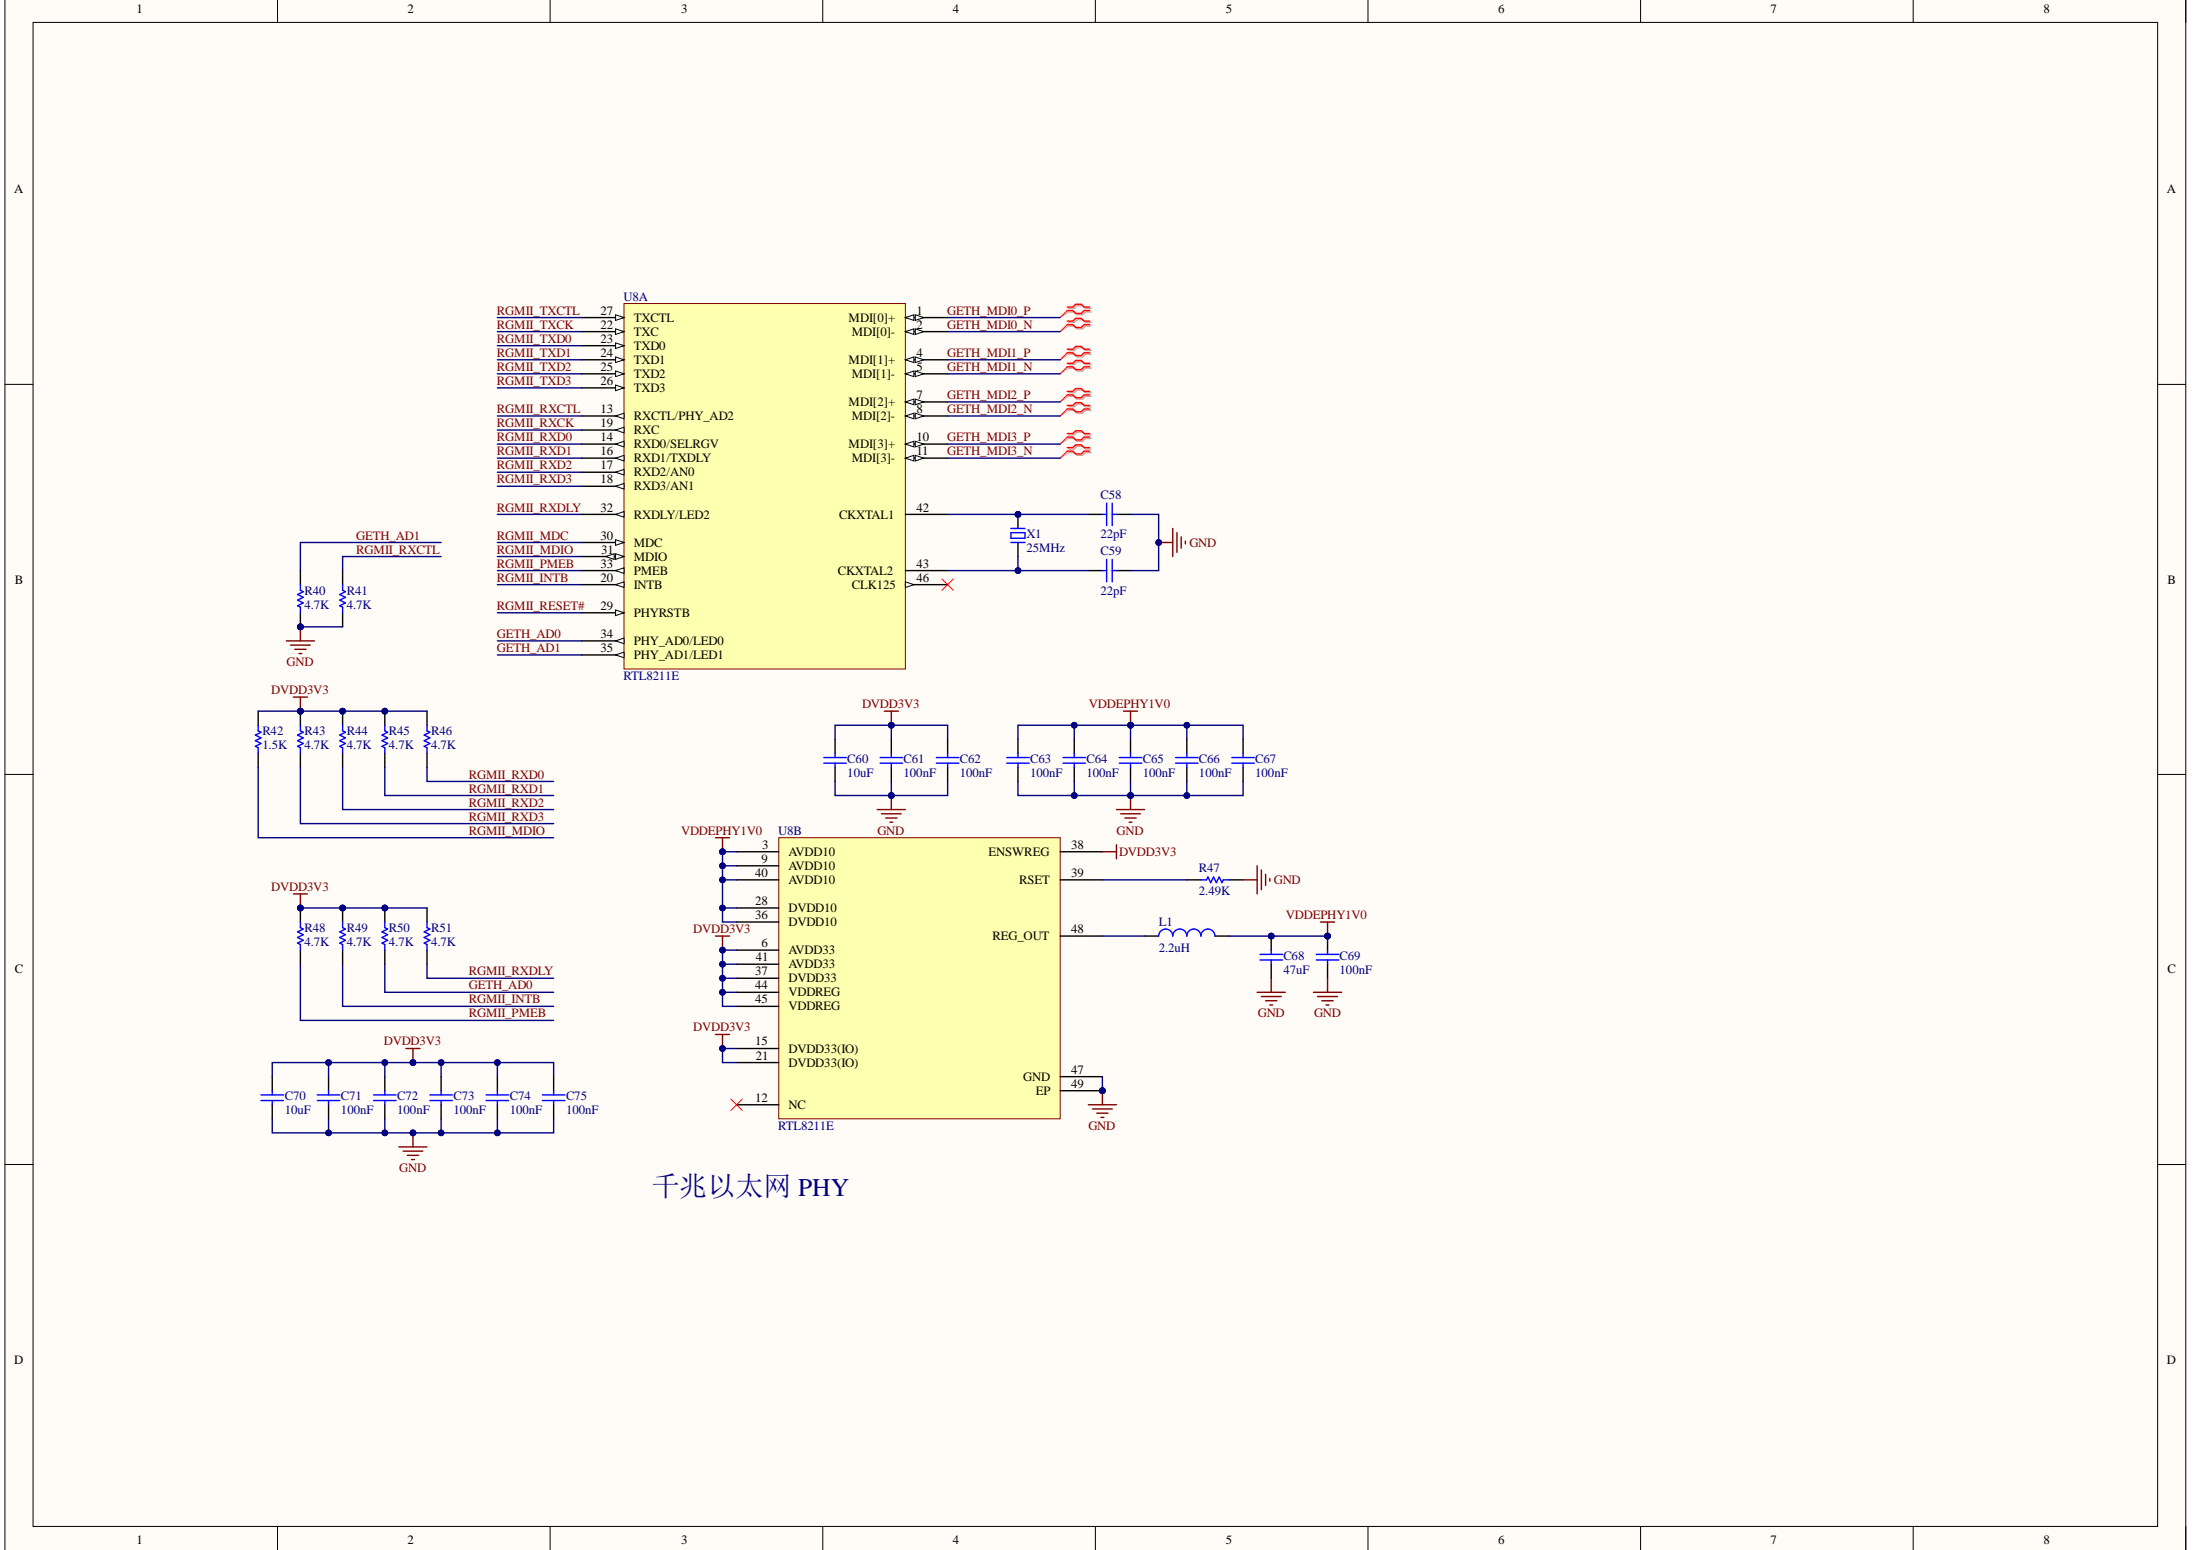 1 2 3 4 5 6 7 8
A A
B B
C C
D D
U8A
RGMII_TXCTL 27 TXCTL
RGMII_TXCK 22 TXC
RGMII_TXD0 23 TXD0
RGMII_TXD1 24 TXD1
RGMII_TXD2 25 TXD2
RGMII_TXD3 26 TXD3
RGMII_RXCTL 13 RXCTL/PHY_AD2
RGMII_RXCK 19 RXC
RGMII_RXD0 14 RXD0/SELRGV
RGMII_RXD1 16 RXD1/TXDLY
RGMII_RXD2 17 RXD2/AN0
RGMII_RXD3 18 RXD3/AN1
RGMII_RXDLY 32 RXDLY/LED2
RGMII_MDC 30 MDC
RGMII_MDIO 31 MDIO
RGMII_PMEB 33 PMEB
RGMII_INTB 20 INTB
RGMII_RESET# 29 PHYRSTB
GETH_AD0 34 PHY_AD0/LED0
GETH_AD1 35 PHY_AD1/LED1
RTL8211E
MDI[0]+ 1 GETH_MDI0_P
MDI[0]- 2 GETH_MDI0_N
MDI[1]+ 4 GETH_MDI1_P
MDI[1]- 5 GETH_MDI1_N
MDI[2]+ 7 GETH_MDI2_P
MDI[2]- 8 GETH_MDI2_N
MDI[3]+ 10 GETH_MDI3_P
MDI[3]- 11 GETH_MDI3_N
CKXTAL1 42
CKXTAL2 43
CLK125 46
X1
25MHz
C58
22pF
C59
22pF
GND
GETH_AD1
RGMII_RXCTL
R40 R41
4.7K 4.7K
GND
DVDD3V3
R42 R43 R44 R45 R46
1.5K 4.7K 4.7K 4.7K 4.7K
RGMII_RXD0
RGMII_RXD1
RGMII_RXD2
RGMII_RXD3
RGMII_MDIO
DVDD3V3
C60 C61 C62
10uF 100nF 100nF
GND
VDDEPHY1V0
C63 C64 C65 C66 C67
100nF 100nF 100nF 100nF 100nF
GND
DVDD3V3
R48 R49 R50 R51
4.7K 4.7K 4.7K 4.7K
RGMII_RXDLY
GETH_AD0
RGMII_INTB
RGMII_PMEB
DVDD3V3
C70 C71 C72 C73 C74 C75
10uF 100nF 100nF 100nF 100nF 100nF
GND
VDDEPHY1V0 U8B
3 AVDD10
9 AVDD10
40 AVDD10
28 DVDD10
36 DVDD10
DVDD3V3
6 AVDD33
41 AVDD33
37 DVDD33
44 VDDREG
45 VDDREG
DVDD3V3
15 DVDD33(IO)
21 DVDD33(IO)
12 NC
RTL8211E
ENSWREG 38 DVDD3V3
RSET 39
R47
2.49K
GND
REG_OUT 48
L1
2.2uH
VDDEPHY1V0
C68 C69
47uF 100nF
GND GND
GND 47
EP 49
GND
千兆以太网 PHY
1 2 3 4 5 6 7 8